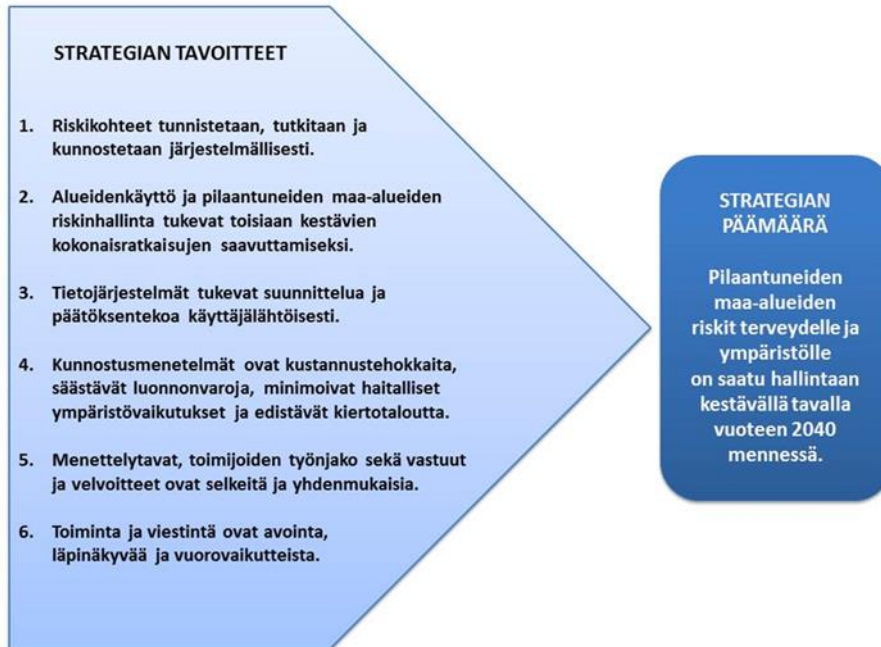 STRATEGIAN TAVOITTEET
1. Riskikohteet tunnistetaan, tutkitaan ja
kunnostetaan järjestelmällisesti.
2. Alueidenkäyttö ja pilaantuneiden maa-alueiden
riskinhallinta tukevat toisiaan kestävien
kokonaisratkaisujen saavuttamiseksi.
3. Tietojärjestelmät tukevat suunnittelua ja
päätöksentekoa käyttäjälähtöisesti.
4. Kunnostusmenetelmät ovat kustannustehokkaita,
säästävät luonnonvaroja, minimoivat haitalliset
ympäristövaikutukset ja edistävät kiertotaloutta.
5. Menettelytavat, toimijoiden työnjako sekä vastuut
ja velvoitteet ovat selkeitä ja yhdenmukaisia.
6. Toiminta ja viestintä ovat avointa,
läpinäkyvää ja vuorovaikutteista.
STRATEGIAN
PÄÄMÄÄRÄ
Pilaantuneiden
maa-alueiden
riskit terveydelle ja
ympäristölle
on saatu hallintaan
kestävällä tavalla
vuoteen 2040
mennessä.